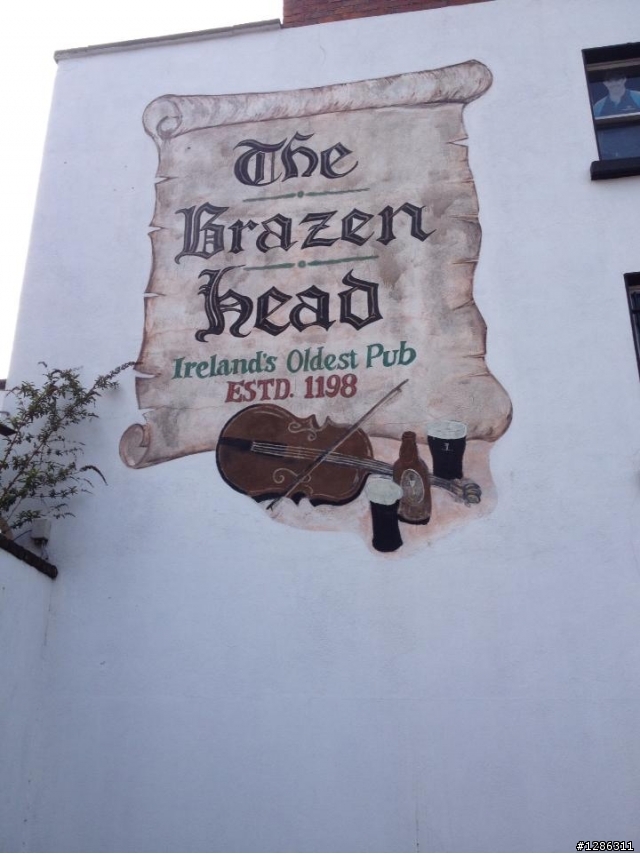 The
Brazen
Head
Ireland's Oldest Pub
ESTD. 1198
#1286311